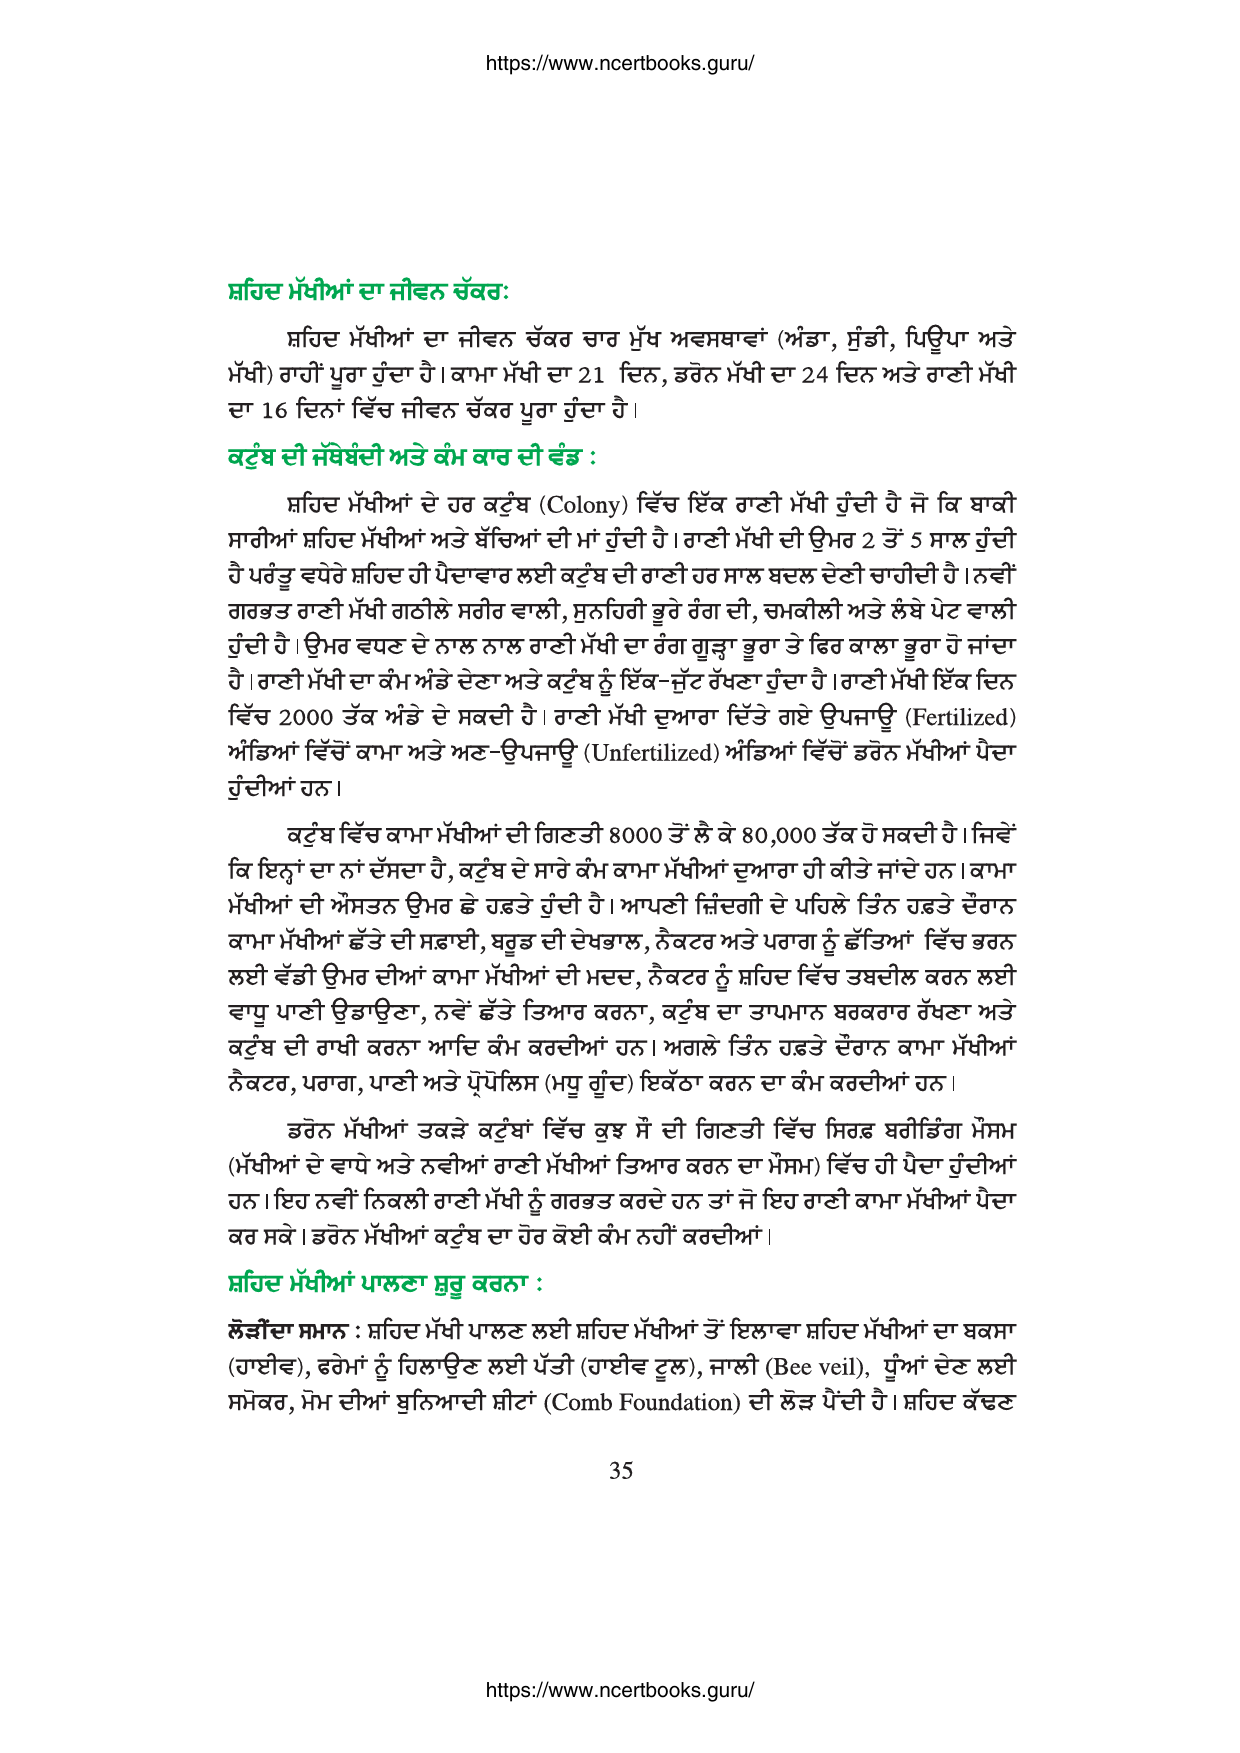 https://www.ncertbooks.guru/
ਸ਼ਹਿਦ ਮੱਖੀਆਂ ਦਾ ਜੀਵਨ ਚੱਕਰ:
ਸ਼ਹਿਦ ਮੱਖੀਆਂ ਦਾ ਜੀਵਨ ਚੱਕਰ ਚਾਰ ਮੁੱਖ ਅਵਸਥਾਵਾਂ (ਅੰਡਾ, ਸੁੰਡੀ, ਪਿਊਪਾ ਅਤੇ
ਮੱਖੀ) ਰਾਹੀਂ ਪੂਰਾ ਹੁੰਦਾ ਹੈ। ਕਾਮਾ ਮੱਖੀ ਦਾ 21 ਦਿਨ, ਡਰੋਨ ਮੱਖੀ ਦਾ 24 ਦਿਨ ਅਤੇ ਰਾਣੀ ਮੱਖੀ
ਦਾ 16 ਦਿਨਾਂ ਵਿੱਚ ਜੀਵਨ ਚੱਕਰ ਪੂਰਾ ਹੁੰਦਾ ਹੈ।
ਕਟੁੰਬ ਦੀ ਜੱਥੇਬੰਦੀ ਅਤੇ ਕੰਮ ਕਾਰ ਦੀ ਵੰਡ :
ਸ਼ਹਿਦ ਮੱਖੀਆਂ ਦੇ ਹਰ ਕਟੁੰਬ (Colony) ਵਿੱਚ ਇੱਕ ਰਾਣੀ ਮੱਖੀ ਹੁੰਦੀ ਹੈ ਜੋ ਕਿ ਬਾਕੀ
ਸਾਰੀਆਂ ਸ਼ਹਿਦ ਮੱਖੀਆਂ ਅਤੇ ਬੱਚਿਆਂ ਦੀ ਮਾਂ ਹੁੰਦੀ ਹੈ। ਰਾਣੀ ਮੱਖੀ ਦੀ ਉਮਰ 2 ਤੋਂ 5 ਸਾਲ ਹੁੰਦੀ
ਹੈ ਪਰੰਤੂ ਵਧੇਰੇ ਸ਼ਹਿਦ ਹੀ ਪੈਦਾਵਾਰ ਲਈ ਕਟੁੰਬ ਦੀ ਰਾਣੀ ਹਰ ਸਾਲ ਬਦਲ ਦੇਣੀ ਚਾਹੀਦੀ ਹੈ। ਨਵੀਂ
ਗਰਭਤ ਰਾਣੀ ਮੱਖੀ ਗਠੀਲੇ ਸਰੀਰ ਵਾਲੀ, ਸੁਨਹਿਰੀ ਭੂਰੇ ਰੰਗ ਦੀ, ਚਮਕੀਲੀ ਅਤੇ ਲੰਬੇ ਪੇਟ ਵਾਲੀ
ਹੁੰਦੀ ਹੈ। ਉਮਰ ਵਧਣ ਦੇ ਨਾਲ ਨਾਲ ਰਾਣੀ ਮੱਖੀ ਦਾ ਰੰਗ ਗੂੜ੍ਹਾ ਭੂਰਾ ਤੇ ਫਿਰ ਕਾਲਾ ਭੂਰਾ ਹੋ ਜਾਂਦਾ
ਹੈ। ਰਾਣੀ ਮੱਖੀ ਦਾ ਕੰਮ ਅੰਡੇ ਦੇਣਾ ਅਤੇ ਕਟੁੰਬ ਨੂੰ ਇੱਕ-ਜੁੱਟ ਰੱਖਣਾ ਹੁੰਦਾ ਹੈ। ਰਾਣੀ ਮੱਖੀ ਇੱਕ ਦਿਨ
ਵਿੱਚ 2000 ਤੱਕ ਅੰਡੇ ਦੇ ਸਕਦੀ ਹੈ। ਰਾਣੀ ਮੱਖੀ ਦੁਆਰਾ ਦਿੱਤੇ ਗਏ ਉਪਜਾਊ (Fertilized)
ਅੰਡਿਆਂ ਵਿੱਚੋਂ ਕਾਮਾ ਅਤੇ ਅਣ-ਉਪਜਾਊ (Unfertilized) ਅੰਡਿਆਂ ਵਿੱਚੋਂ ਡਰੋਨ ਮੱਖੀਆਂ ਪੈਦਾ
ਹੁੰਦੀਆਂ ਹਨ।
ਕਟੁੰਬ ਵਿੱਚ ਕਾਮਾ ਮੱਖੀਆਂ ਦੀ ਗਿਣਤੀ 8000 ਤੋਂ ਲੈ ਕੇ 80,000 ਤੱਕ ਹੋ ਸਕਦੀ ਹੈ। ਜਿਵੇਂ
ਕਿ ਇਨ੍ਹਾਂ ਦਾ ਨਾਂ ਦੱਸਦਾ ਹੈ, ਕਟੁੰਬ ਦੇ ਸਾਰੇ ਕੰਮ ਕਾਮਾ ਮੱਖੀਆਂ ਦੁਆਰਾ ਹੀ ਕੀਤੇ ਜਾਂਦੇ ਹਨ। ਕਾਮਾ
ਮੱਖੀਆਂ ਦੀ ਔਸਤਨ ਉਮਰ ਛੇ ਹਫ਼ਤੇ ਹੁੰਦੀ ਹੈ। ਆਪਣੀ ਜ਼ਿੰਦਗੀ ਦੇ ਪਹਿਲੇ ਤਿੰਨ ਹਫ਼ਤੇ ਦੌਰਾਨ
ਕਾਮਾ ਮੱਖੀਆਂ ਛੱਤੇ ਦੀ ਸਫ਼ਾਈ, ਬਰੂਡ ਦੀ ਦੇਖਭਾਲ, ਨੈਕਟਰ ਅਤੇ ਪਰਾਗ ਨੂੰ ਛੱਤਿਆਂ ਵਿੱਚ ਭਰਨ
ਲਈ ਵੱਡੀ ਉਮਰ ਦੀਆਂ ਕਾਮਾ ਮੱਖੀਆਂ ਦੀ ਮਦਦ, ਨੈਕਟਰ ਨੂੰ ਸ਼ਹਿਦ ਵਿੱਚ ਤਬਦੀਲ ਕਰਨ ਲਈ
ਵਾਧੂ ਪਾਣੀ ਉਡਾਉਣਾ, ਨਵੇਂ ਛੱਤੇ ਤਿਆਰ ਕਰਨਾ, ਕਟੁੰਬ ਦਾ ਤਾਪਮਾਨ ਬਰਕਰਾਰ ਰੱਖਣਾ ਅਤੇ
ਕਟੁੰਬ ਦੀ ਰਾਖੀ ਕਰਨਾ ਆਦਿ ਕੰਮ ਕਰਦੀਆਂ ਹਨ। ਅਗਲੇ ਤਿੰਨ ਹਫ਼ਤੇ ਦੌਰਾਨ ਕਾਮਾ ਮੱਖੀਆਂ
ਨੈਕਟਰ, ਪਰਾਗ, ਪਾਣੀ ਅਤੇ ਪ੍ਰੋਪੋਲਿਸ (ਮਧੂ ਗੂੰਦ) ਇਕੱਠਾ ਕਰਨ ਦਾ ਕੰਮ ਕਰਦੀਆਂ ਹਨ।
ਡਰੋਨ ਮੱਖੀਆਂ ਤਕੜੇ ਕਟੁੰਬਾਂ ਵਿੱਚ ਕੁਝ ਸੌ ਦੀ ਗਿਣਤੀ ਵਿੱਚ ਸਿਰਫ਼ ਬਰੀਡਿੰਗ ਮੌਸਮ
(ਮੱਖੀਆਂ ਦੇ ਵਾਧੇ ਅਤੇ ਨਵੀਆਂ ਰਾਣੀ ਮੱਖੀਆਂ ਤਿਆਰ ਕਰਨ ਦਾ ਮੌਸਮ) ਵਿੱਚ ਹੀ ਪੈਦਾ ਹੁੰਦੀਆਂ
ਹਨ। ਇਹ ਨਵੀਂ ਨਿਕਲੀ ਰਾਣੀ ਮੱਖੀ ਨੂੰ ਗਰਭਤ ਕਰਦੇ ਹਨ ਤਾਂ ਜੋ ਇਹ ਰਾਣੀ ਕਾਮਾ ਮੱਖੀਆਂ ਪੈਦਾ
ਕਰ ਸਕੇ। ਡਰੋਨ ਮੱਖੀਆਂ ਕਟੁੰਬ ਦਾ ਹੋਰ ਕੋਈ ਕੰਮ ਨਹੀਂ ਕਰਦੀਆਂ।
ਸ਼ਹਿਦ ਮੱਖੀਆਂ ਪਾਲਣਾ ਸ਼ੁਰੂ ਕਰਨਾ :
ਲੋੜੀਂਦਾ ਸਮਾਨ : ਸ਼ਹਿਦ ਮੱਖੀ ਪਾਲਣ ਲਈ ਸ਼ਹਿਦ ਮੱਖੀਆਂ ਤੋਂ ਇਲਾਵਾ ਸ਼ਹਿਦ ਮੱਖੀਆਂ ਦਾ ਬਕਸਾ
(ਹਾਈਵ), ਫਰੇਮਾਂ ਨੂੰ ਹਿਲਾਉਣ ਲਈ ਪੱਤੀ (ਹਾਈਵ ਟੂਲ), ਜਾਲੀ (Bee veil), ਧੂੰਆਂ ਦੇਣ ਲਈ
ਸਮੋਕਰ, ਮੋਮ ਦੀਆਂ ਬੁਨਿਆਦੀ ਸ਼ੀਟਾਂ (Comb Foundation) ਦੀ ਲੋੜ ਪੈਂਦੀ ਹੈ। ਸ਼ਹਿਦ ਕੱਢਣ
35
https://www.ncertbooks.guru/